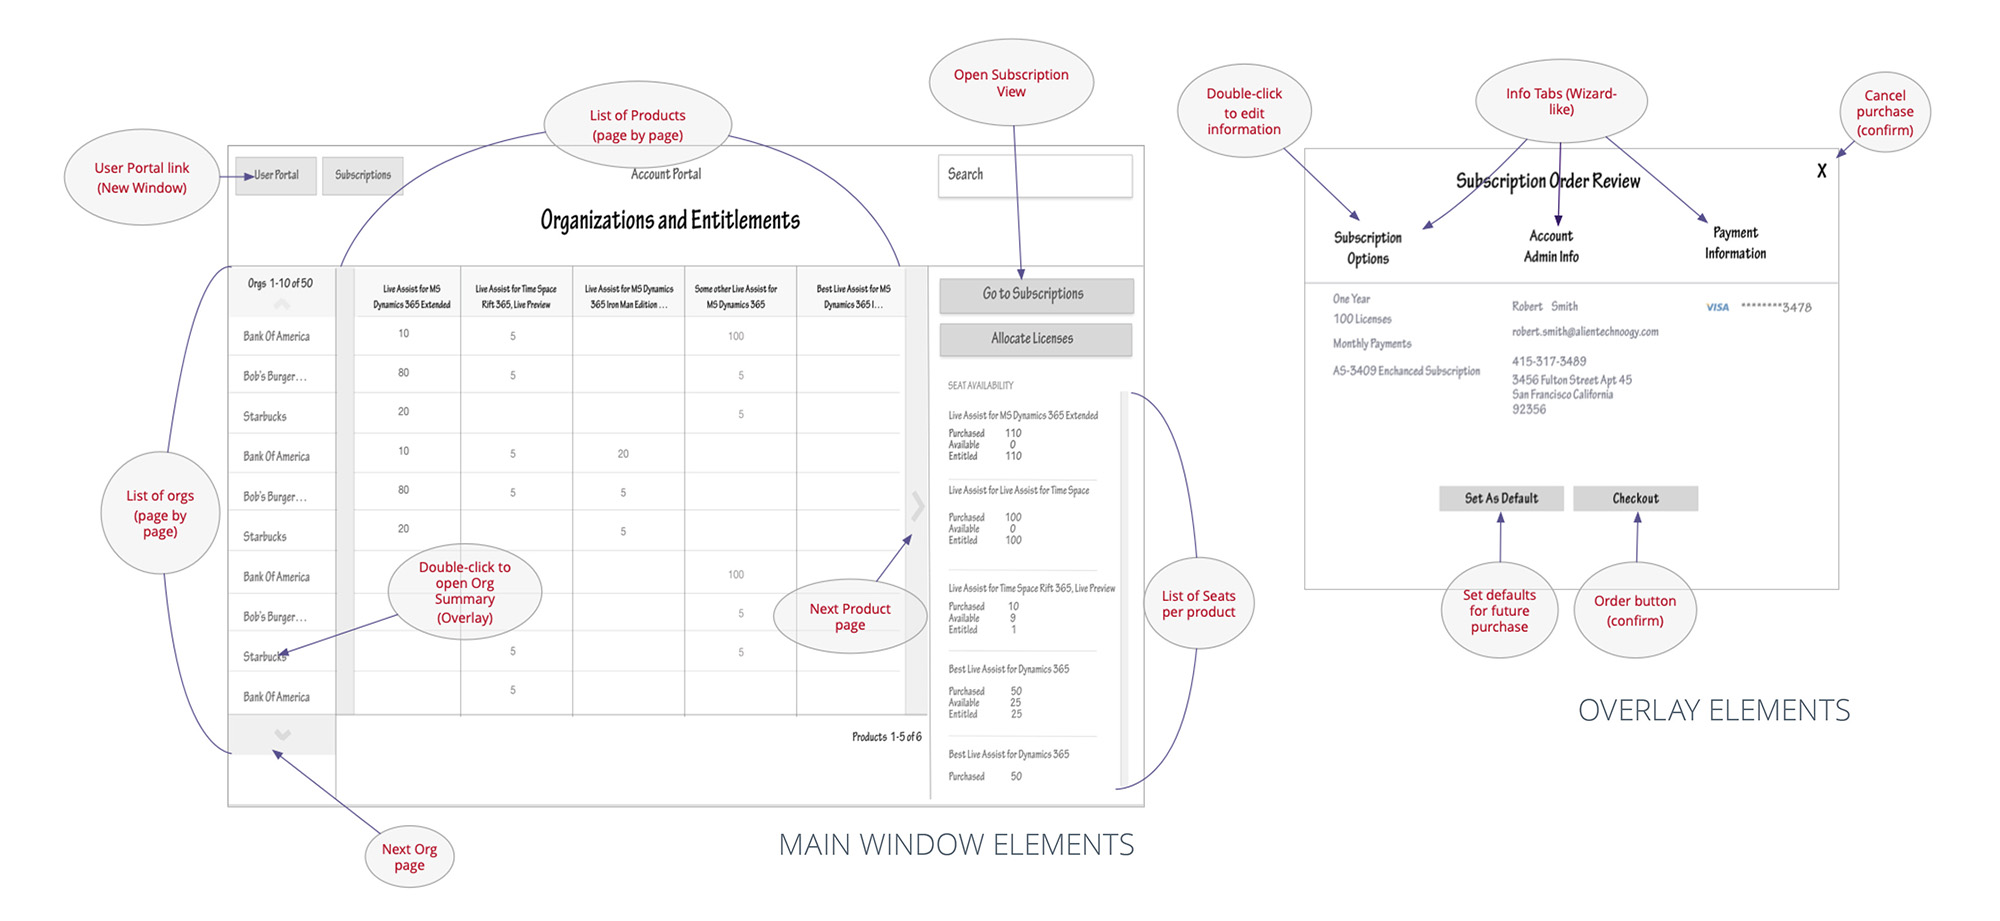 Open Subscription
View
List of Products
(page by page)
User Portal link
(New Window)
User Portal
Subscriptions
Account Portal
Search
Organizations and Entitlements
Orgs 1-10 of 50
Live Assist for MS
Dynamics 365 Extended
Live Assist for Time Space
Rift 365, Live Preview
Live Assist for MS Dynamics
365 Iron Man Edition ...
Some other Live Assist for
MS Dynamics 365
Best Live Assist for MS
Dynamics 365 I...
Bank Of America 10 5 100
Bob's Burger... 80 5 5
Starbucks 20 5
Bank Of America 10 5 20
Bob's Burger... 80 5 5
Starbucks 20 5
Bank Of America 100
Bob's Burger... 5
Starbucks 5 5
Bank Of America 5
Products 1-5 of 6
List of orgs
(page by
page)
Double-click to
open Org
Summary
(Overlay)
Next Product
page
Next Org
page
Go to Subscriptions
Allocate Licenses
SEAT AVAILABILITY
Live Assist for MS Dynamics 365 Extended
Purchased 110
Available 0
Entitled 110
Live Assist for Live Assist for Time Space
Purchased 100
Available 0
Entitled 100
Live Assist for Time Space Rift 365, Live Preview
Purchased 10
Available 9
Entitled 1
Best Live Assist for Dynamics 365
Purchased 50
Available 25
Entitled 25
Best Live Assist for Dynamics 365
Purchased 50
List of Seats
per product
MAIN WINDOW ELEMENTS
Double-click
to edit
information
Info Tabs (Wizard-
like)
Cancel
purchase
(confirm)
X
Subscription Order Review
Subscription
Options
Account
Admin Info
Payment
Information
One Year
100 Licenses
Monthly Payments
AS-3409 Enchanced Subscription
Robert Smith
robert.smith@alientechnoogy.com
415-317-3489
3456 Fulton Street Apt 45
San Francisco California
92356
VISA ********3478
Set As Default
Checkout
Set defaults
for future
purchase
Order button
(confirm)
OVERLAY ELEMENTS